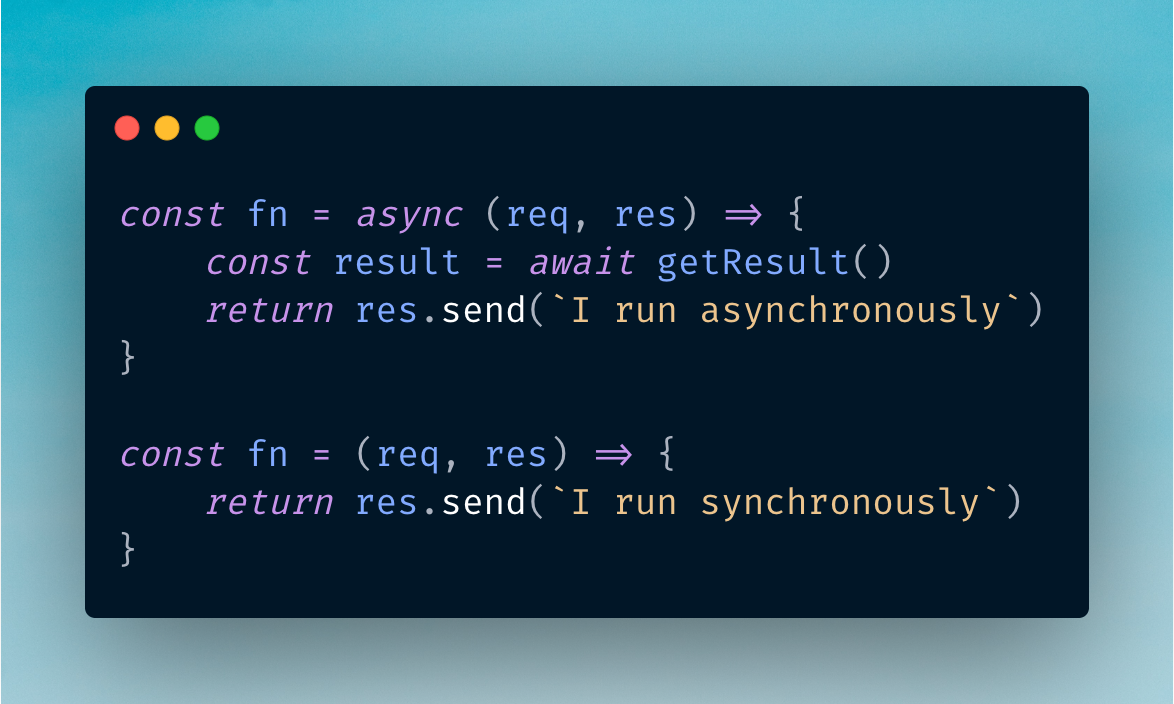 const fn = async (req, res) => {
    const result = await getResult()
    return res.send(`I run asynchronously`)
}

const fn = (req, res) => {
    return res.send(`I run synchronously`)
}